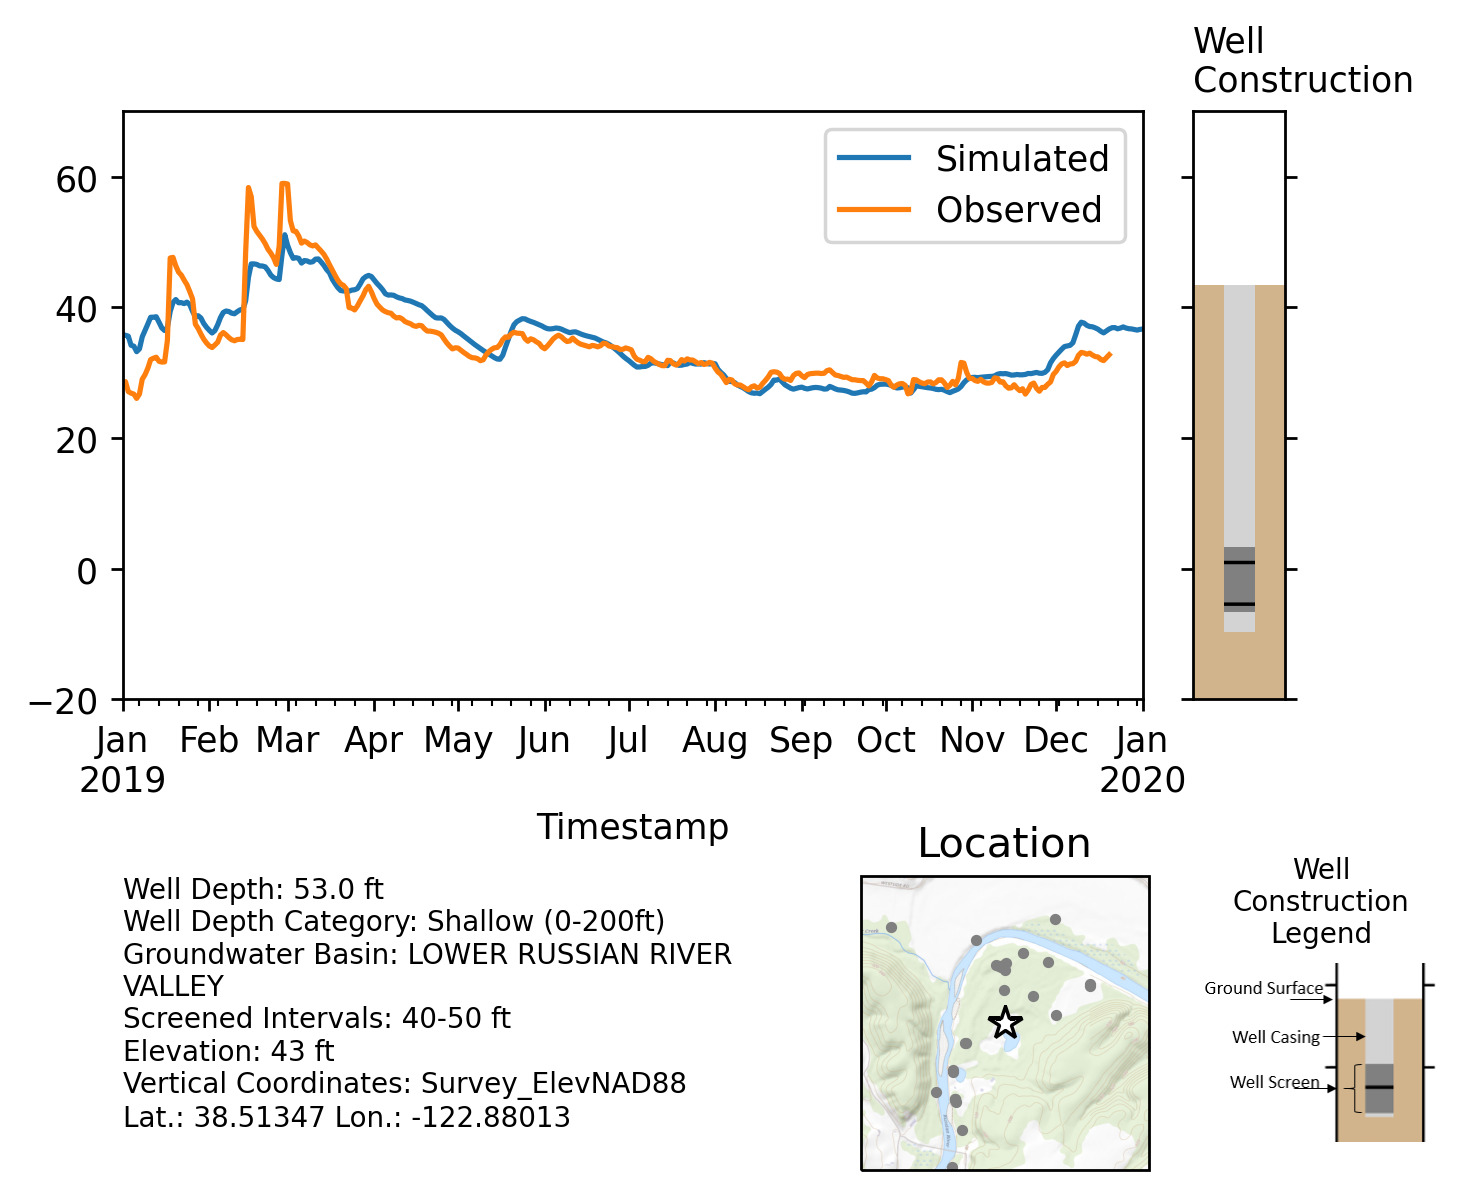 Well
Construction
Simulated
Observed
60
40
20
0
−20
Jan
2019
Feb
Mar
Apr
May
Jun
Jul
Aug
Sep
Oct
Nov
Dec
Jan
2020
Timestamp
Well Depth: 53.0 ft
Well Depth Category: Shallow (0-200ft)
Groundwater Basin: LOWER RUSSIAN RIVER
VALLEY
Screened Intervals: 40-50 ft
Elevation: 43 ft
Vertical Coordinates: Survey_ElevNAD88
Lat.: 38.51347 Lon.: -122.88013
Location
Well
Construction
Legend
Ground Surface
Well Casing
Well Screen